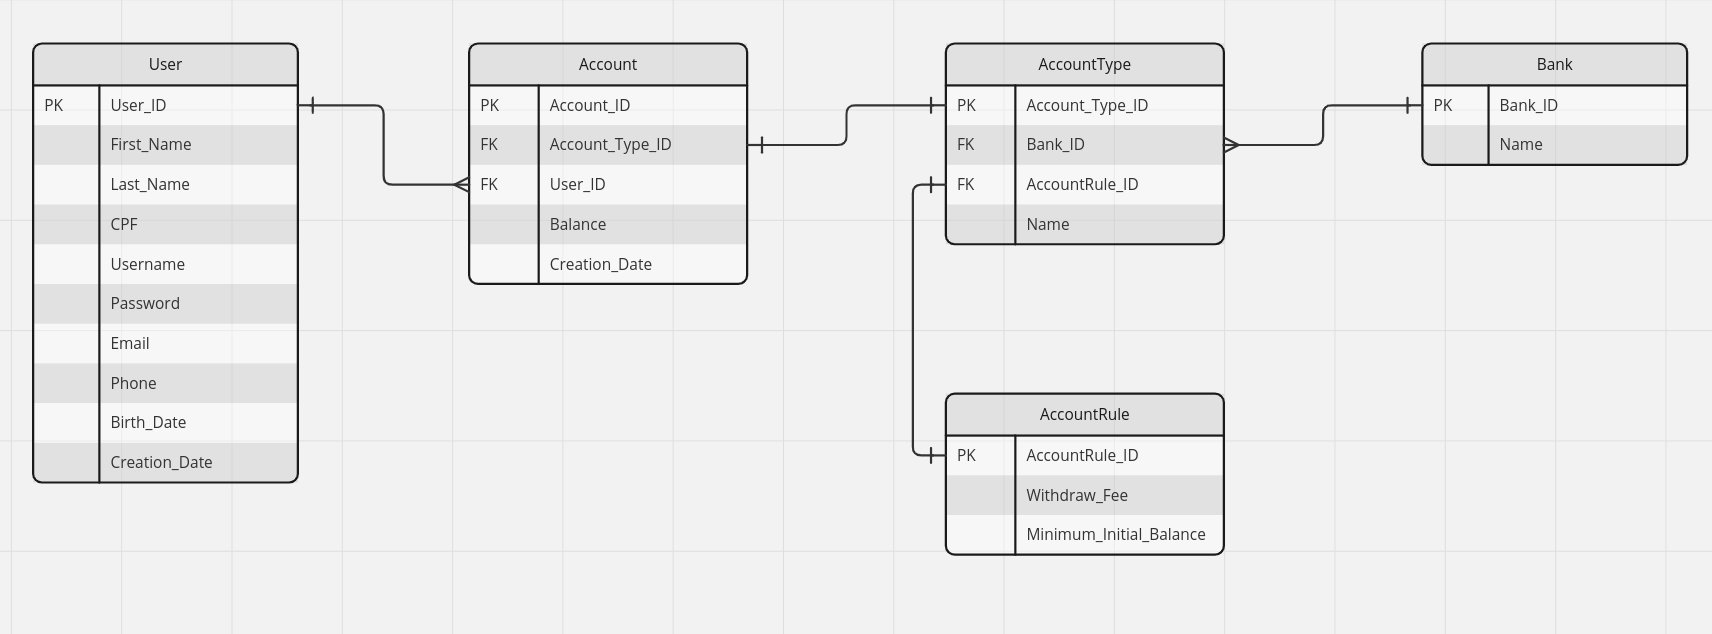 User
PK User_ID
First_Name
Last_Name
CPF
Username
Password
Email
Phone
Birth_Date
Creation_Date
Account
PK Account_ID
FK Account_Type_ID
FK User_ID
Balance
Creation_Date
AccountType
PK Account_Type_ID
FK Bank_ID
FK AccountRule_ID
Name
Bank
PK Bank_ID
Name
AccountRule
PK AccountRule_ID
Withdraw_Fee
Minimum_Initial_Balance